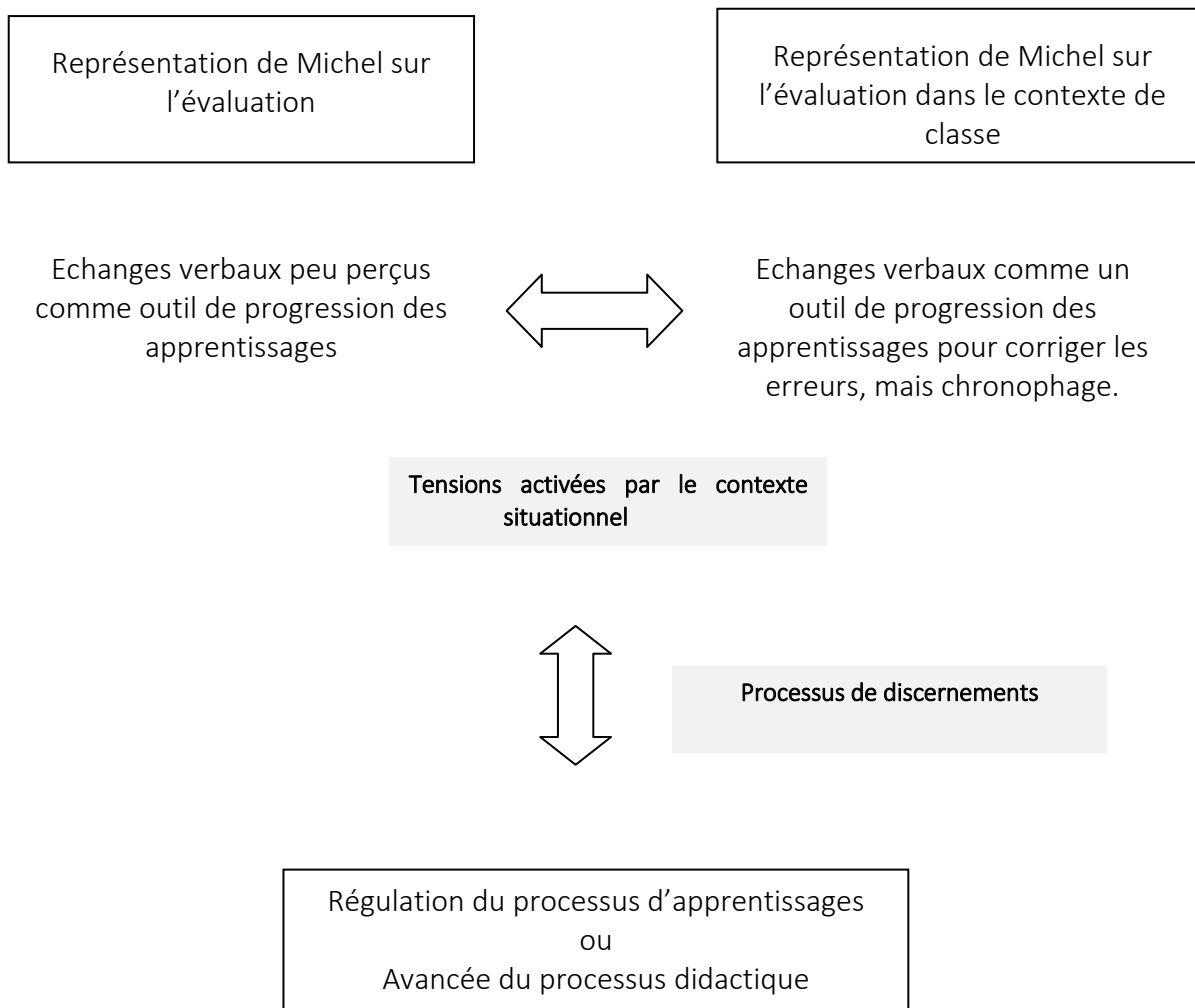 Représentation de Michel sur
l’évaluation
Représentation de Michel sur
l’évaluation dans le contexte de
classe
Echanges verbaux peu perçus
comme outil de progression des
apprentissages
Echanges verbaux comme un
outil de progression des
apprentissages pour corriger les
erreurs, mais chronophage.
Tensions activées par le contexte
situationnel
Processus de discernements
Régulation du processus d’apprentissages
ou
Avancée du processus didactique